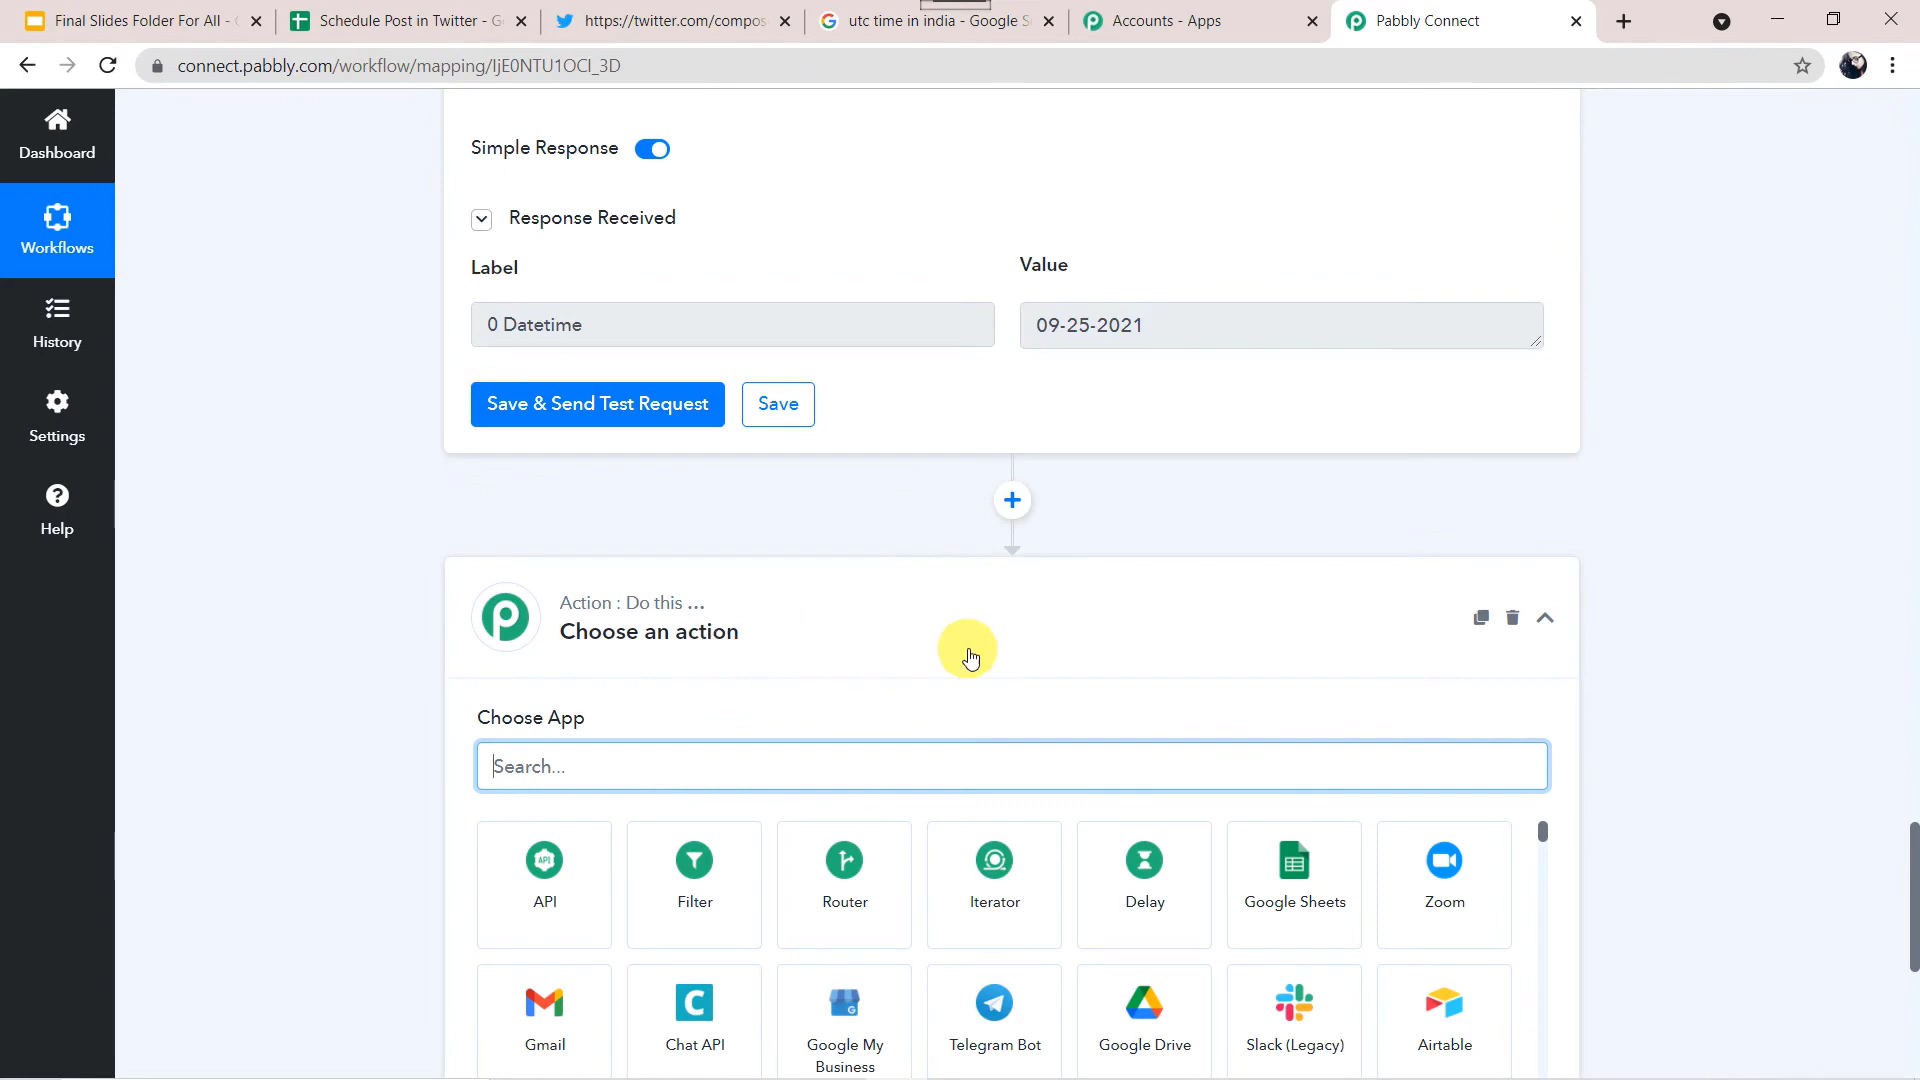 Final Slides Folder For All -
Schedule Post in Twitter - G
https://twitter.com/compos
utc time in india - Google S
Accounts - Apps
Pabbly Connect
connect.pabbly.com/workflow/mapping/IjE0NTU1OCI_3D
Dashboard
Workflows
History
Settings
Help
Simple Response
Response Received
Label
Value
0 Datetime
09-25-2021
Save & Send Test Request
Save
Action : Do this ...
Choose an action
Choose App
Search...
API
Filter
Router
Iterator
Delay
Google Sheets
Zoom
Gmail
Chat API
Google My
Business
Telegram Bot
Google Drive
Slack (Legacy)
Airtable